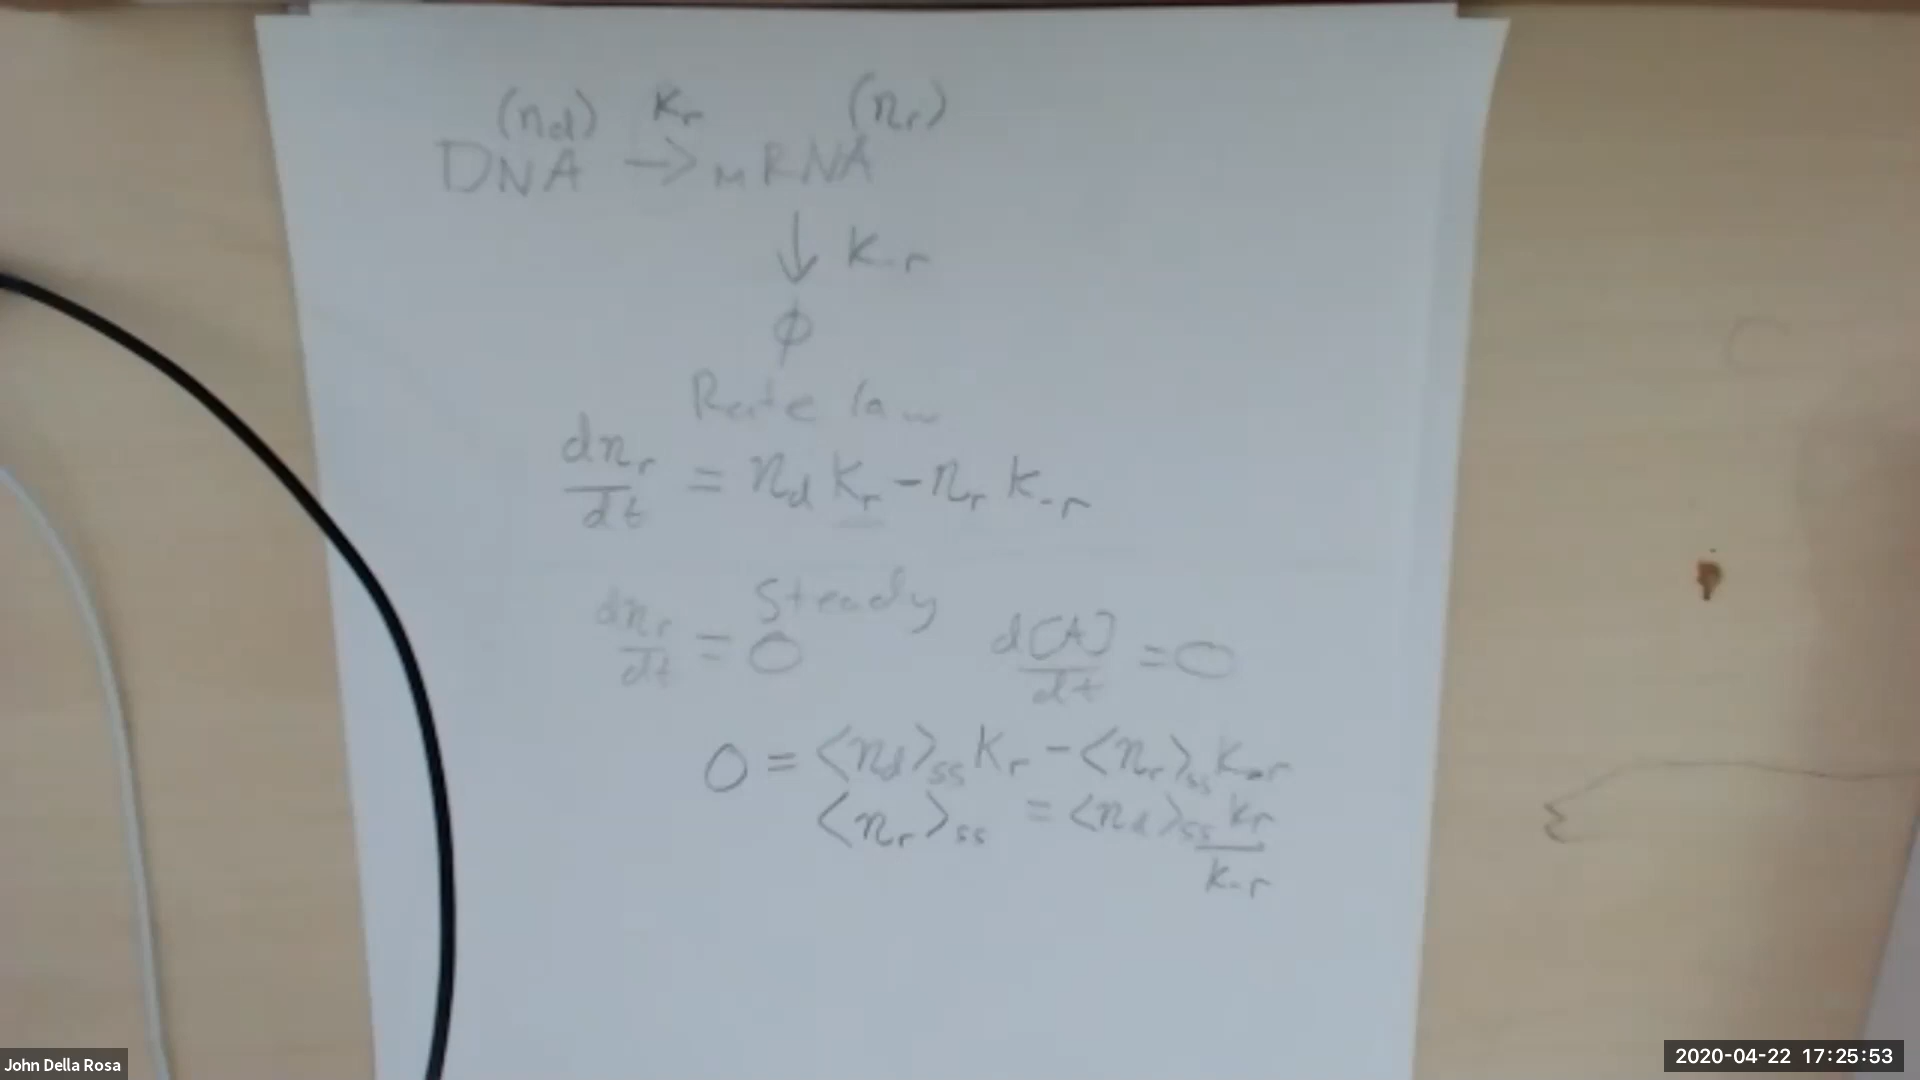 (n_d) k_r (n_r)
DNA → mRNA
↓ k_-r
φ
Rate law
dn_r/dt = n_d k_r - n_r k_-r
Steady
dn_r/dt = 0 d[A]/dt = 0
0 = <n_d>_ss k_r - <n_r>_ss k_-r
<n_r>_ss = <n_d>_ss k_r/k_-r
John Della Rosa
2020-04-22 17:25:53